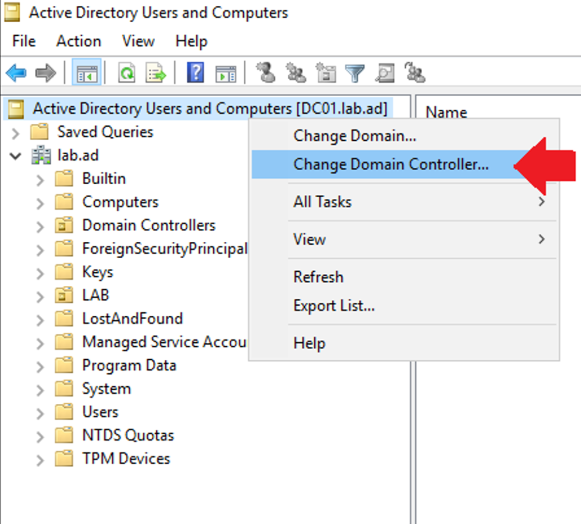 Active Directory Users and Computers
File Action View Help
Active Directory Users and Computers [DC01.lab.ad]
Name
Saved Queries
Change Domain...
lab.ad
Change Domain Controller...
Builtin
Computers
All Tasks
Domain Controllers
View
ForeignSecurityPrincipal
Keys
Refresh
LAB
Export List...
LostAndFound
Managed Service Accou
Help
Program Data
System
Users
NTDS Quotas
TPM Devices